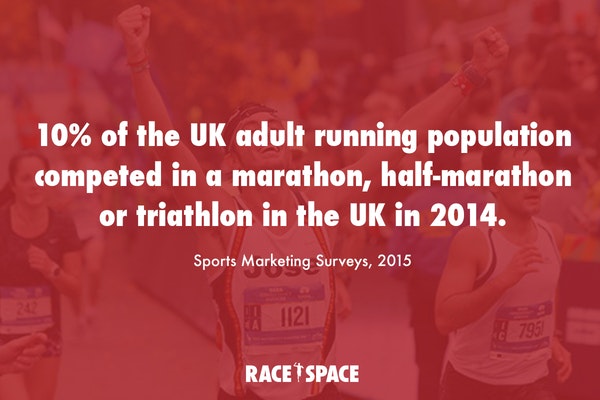 10% of the UK adult running population
competed in a marathon, half-marathon
or triathlon in the UK in 2014.
Sports Marketing Surveys, 2015
242
1121
7951
RACE SPACE